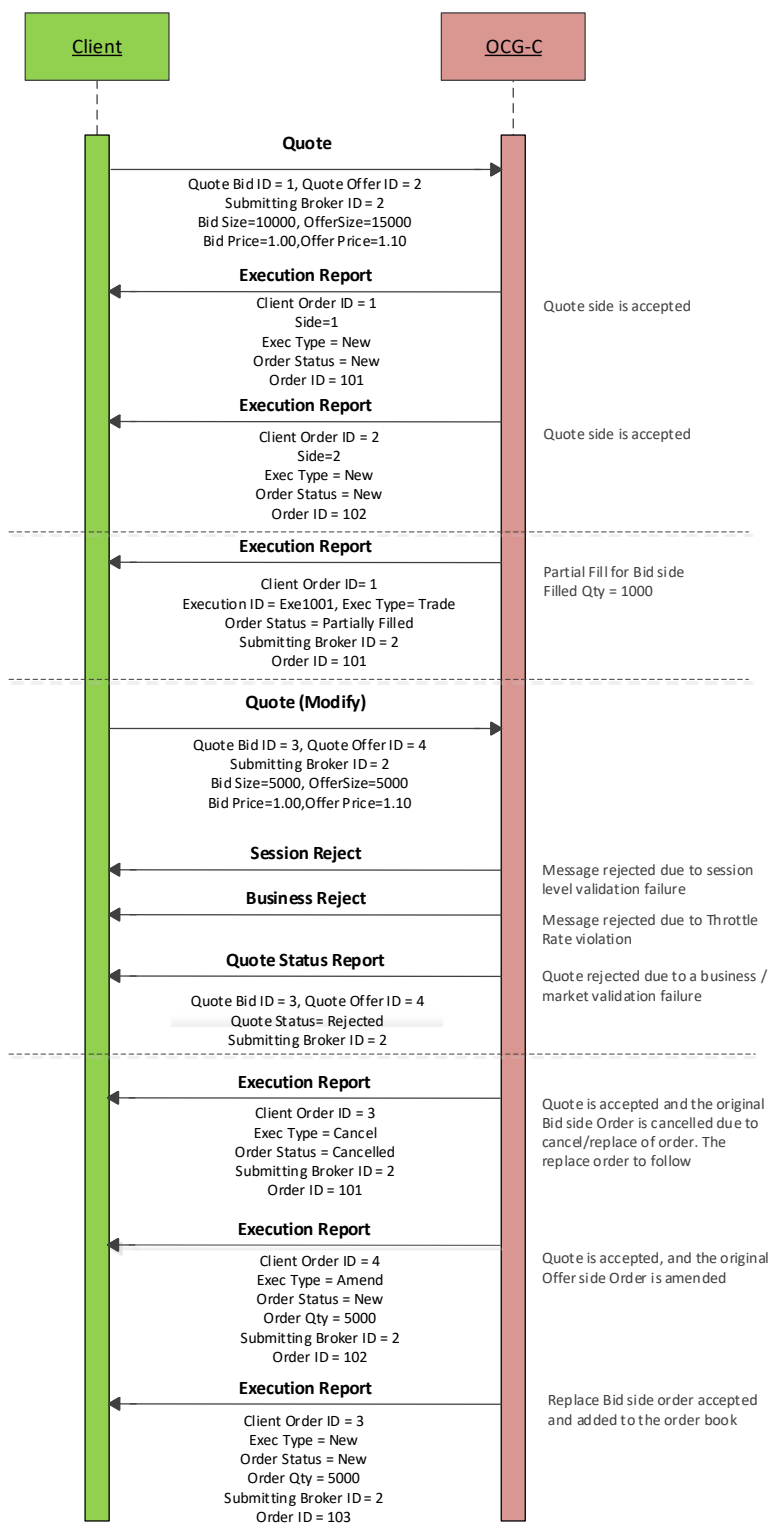 Client
OCG-C
Quote
Quote Bid ID = 1, Quote Offer ID = 2
Submitting Broker ID = 2
Bid Size=10000, OfferSize=15000
Bid Price=1.00,Offer Price=1.10
Execution Report
Client Order ID = 1
Side=1
Exec Type = New
Order Status = New
Order ID = 101
Quote side is accepted
Execution Report
Client Order ID = 2
Side=2
Exec Type = New
Order Status = New
Order ID = 102
Quote side is accepted
Execution Report
Client Order ID= 1
Execution ID = Exe1001, Exec Type= Trade
Order Status = Partially Filled
Submitting Broker ID = 2
Order ID = 101
Partial Fill for Bid side
Filled Qty = 1000
Quote (Modify)
Quote Bid ID = 3, Quote Offer ID = 4
Submitting Broker ID = 2
Bid Size=5000, OfferSize=5000
Bid Price=1.00,Offer Price=1.10
Session Reject
Message rejected due to session
level validation failure
Business Reject
Message rejected due to Throttle
Rate violation
Quote Status Report
Quote Bid ID = 3, Quote Offer ID = 4
Quote Status= Rejected
Submitting Broker ID = 2
Quote rejected due to a business /
market validation failure
Execution Report
Client Order ID = 3
Exec Type = Cancel
Order Status = Cancelled
Submitting Broker ID = 2
Order ID = 101
Quote is accepted and the original
Bid side Order is cancelled due to
cancel/replace of order. The
replace order to follow
Execution Report
Client Order ID = 4
Exec Type = Amend
Order Status = New
Order Qty = 5000
Submitting Broker ID = 2
Order ID = 102
Quote is accepted, and the original
Offer side Order is amended
Execution Report
Client Order ID = 3
Exec Type = New
Order Status = New
Order Qty = 5000
Submitting Broker ID = 2
Order ID = 103
Replace Bid side order accepted
and added to the order book